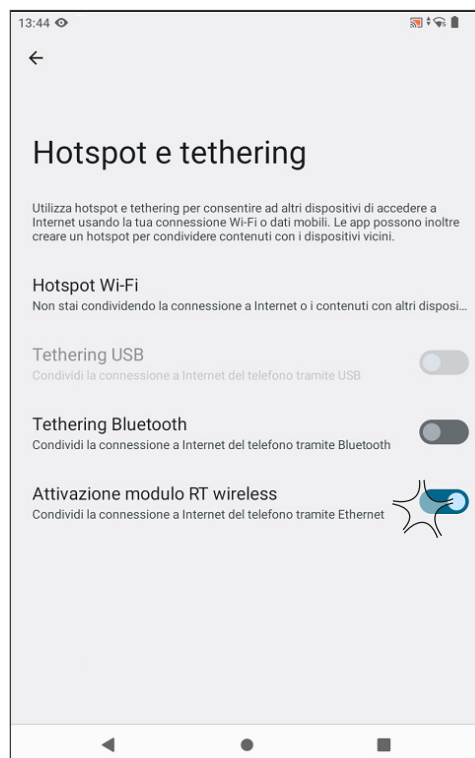 13:44
Hotspot e tethering
Utilizza hotspot e tethering per consentire ad altri dispositivi di accedere a
Internet usando la tua connessione Wi-Fi o dati mobili. Le app possono inoltre
creare un hotspot per condividere contenuti con i dispositivi vicini.
Hotspot Wi-Fi
Non stai condividendo la connessione a Internet o i contenuti con altri disposi...
Tethering USB
Condividi la connessione a Internet del telefono tramite USB
Tethering Bluetooth
Condividi la connessione a Internet del telefono tramite Bluetooth
Attivazione modulo RT wireless
Condividi la connessione a Internet del telefono tramite Ethernet